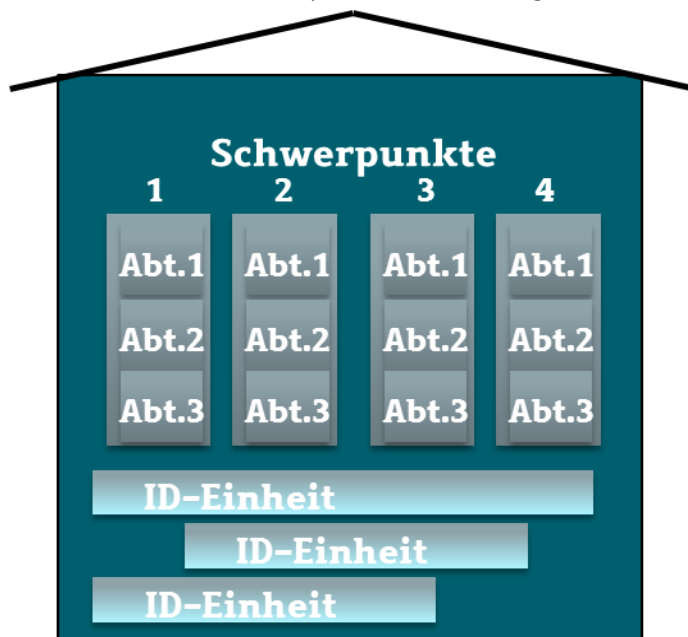 Schwerpunkte
1 2 3 4
Abt.1 Abt.1 Abt.1 Abt.1
Abt.2 Abt.2 Abt.2 Abt.2
Abt.3 Abt.3 Abt.3 Abt.3
ID-Einheit
ID-Einheit
ID-Einheit